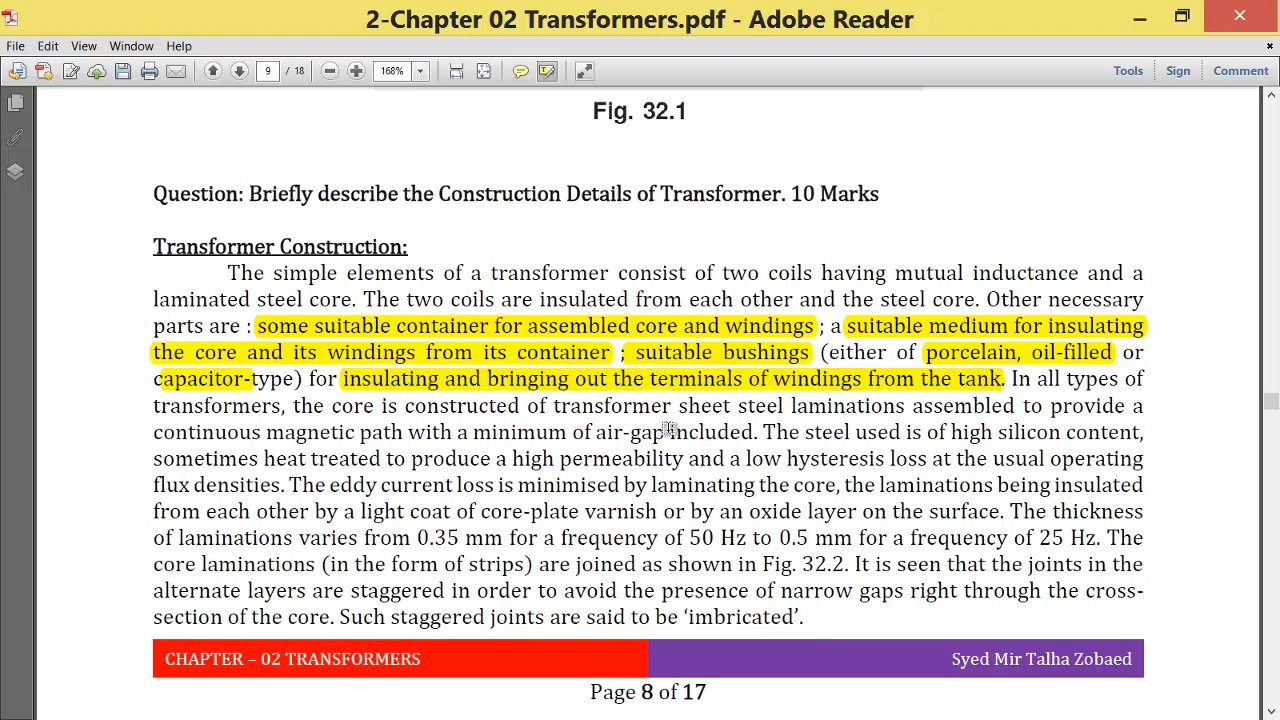 2-Chapter 02 Transformers.pdf - Adobe Reader
File Edit View Window Help
9 / 18 168% Tools Sign Comment
Fig. 32.1
Question: Briefly describe the Construction Details of Transformer. 10 Marks
Transformer Construction:
The simple elements of a transformer consist of two coils having mutual inductance and a
laminated steel core. The two coils are insulated from each other and the steel core. Other necessary
parts are : some suitable container for assembled core and windings ; a suitable medium for insulating
the core and its windings from its container ; suitable bushings (either of porcelain, oil-filled or
capacitor-type) for insulating and bringing out the terminals of windings from the tank. In all types of
transformers, the core is constructed of transformer sheet steel laminations assembled to provide a
continuous magnetic path with a minimum of air-gap included. The steel used is of high silicon content,
sometimes heat treated to produce a high permeability and a low hysteresis loss at the usual operating
flux densities. The eddy current loss is minimised by laminating the core, the laminations being insulated
from each other by a light coat of core-plate varnish or by an oxide layer on the surface. The thickness
of laminations varies from 0.35 mm for a frequency of 50 Hz to 0.5 mm for a frequency of 25 Hz. The
core laminations (in the form of strips) are joined as shown in Fig. 32.2. It is seen that the joints in the
alternate layers are staggered in order to avoid the presence of narrow gaps right through the cross-
section of the core. Such staggered joints are said to be ‘imbricated’.
CHAPTER – 02 TRANSFORMERS Syed Mir Talha Zobaed
Page 8 of 17